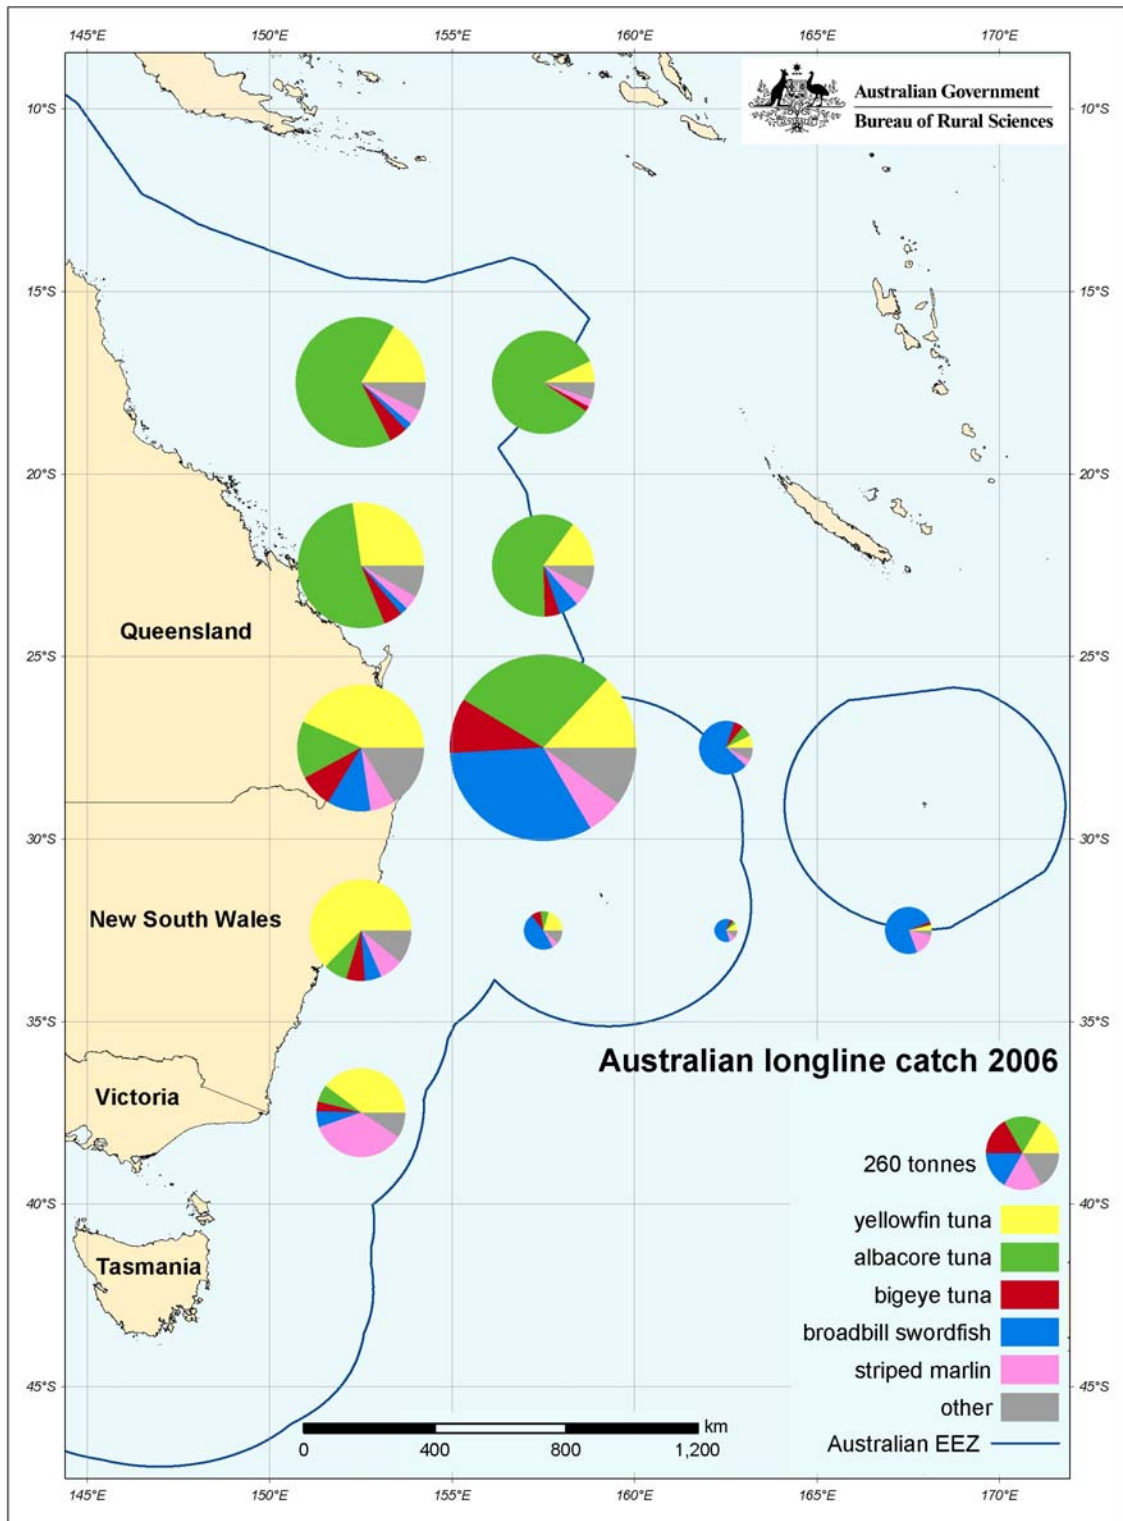 145°E 150°E 155°E 160°E 165°E 170°E
Australian Government
Bureau of Rural Sciences
10°S 10°S
15°S 15°S
20°S 20°S
Queensland
25°S 25°S
30°S 30°S
New South Wales
35°S 35°S
Australian longline catch 2006
Victoria
260 tonnes
40°S 40°S
yellowfin tuna
albacore tuna
Tasmania
bigeye tuna
broadbill swordfish
striped marlin
45°S 45°S
other
Australian EEZ
km
0 400 800 1,200
145°E 150°E 155°E 160°E 165°E 170°E